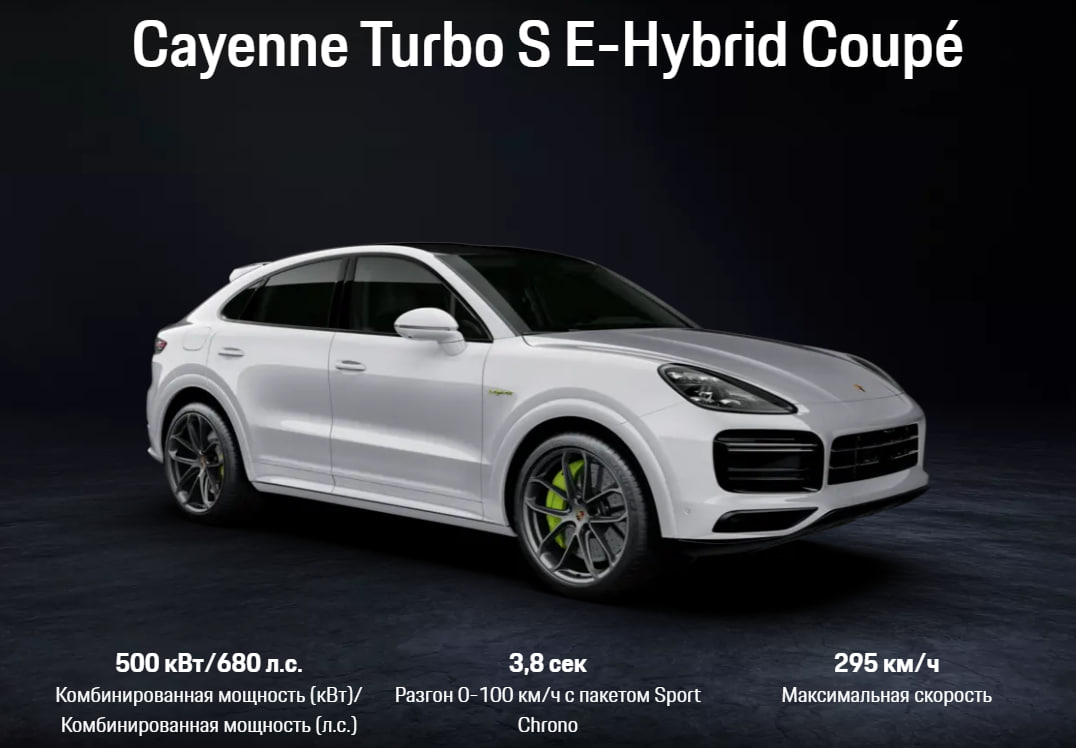 Cayenne Turbo S E-Hybrid Coupé
500 кВт/680 л.с.
Комбинированная мощность (кВт)/
Комбинированная мощность (л.с.)
3,8 сек
Разгон 0-100 км/ч с пакетом Sport
Chrono
295 км/ч
Максимальная скорость